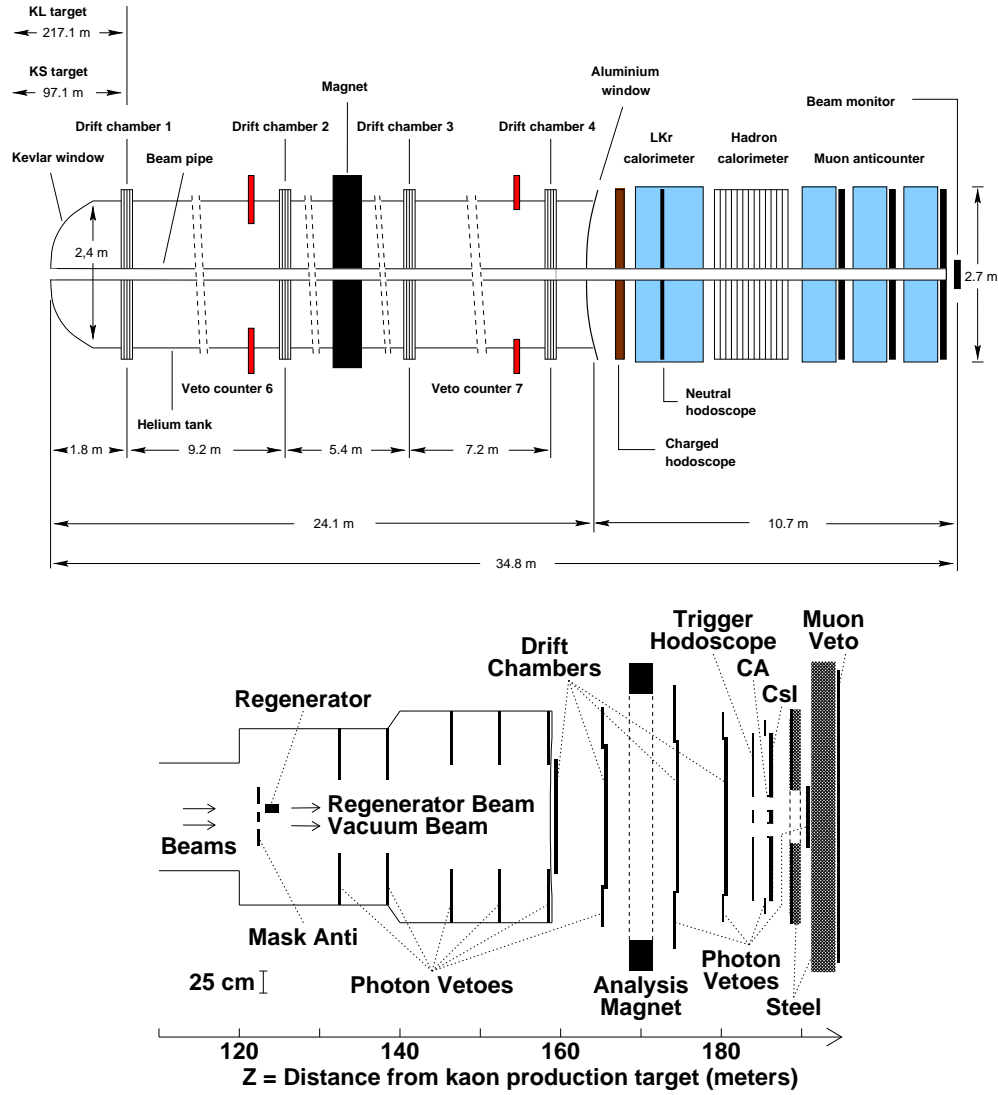 KL target
217.1 m
KS target
97.1 m
Magnet
Aluminium
window
Beam monitor
Drift chamber 1
Drift chamber 2
Drift chamber 3
Drift chamber 4
LKr
calorimeter
Hadron
calorimeter
Muon anticounter
Kevlar window
Beam pipe
2,4 m
2.7 m
Veto counter 6
Veto counter 7
Neutral
hodoscope
Helium tank
Charged
hodoscope
1.8 m
9.2 m
5.4 m
7.2 m
24.1 m
10.7 m
34.8 m
Trigger
Hodoscope
Muon
Veto
Drift
Chambers
CA
CsI
Regenerator
Regenerator Beam
Vacuum Beam
Beams
Mask Anti
25 cm
Photon Vetoes
Analysis
Magnet
Photon
Vetoes
Steel
120
140
160
180
Z = Distance from kaon production target (meters)